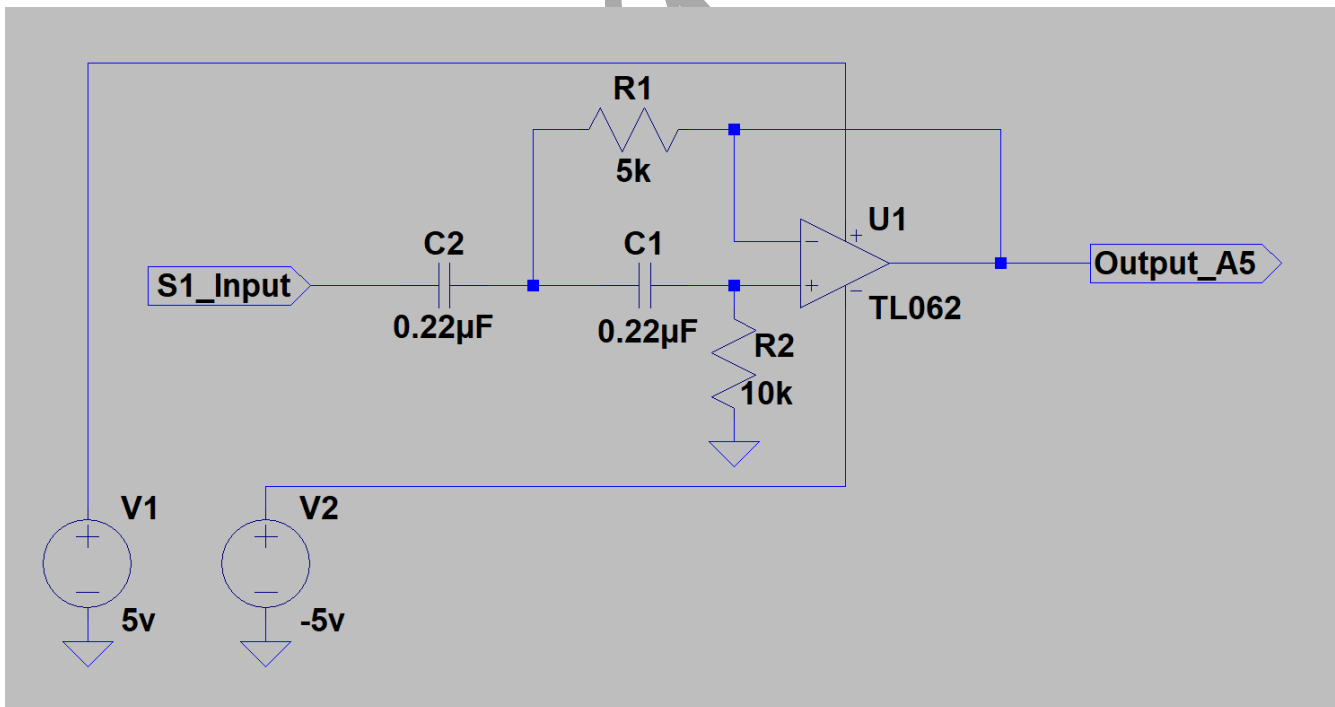 R1
5k
U1
C2
C1
S1_Input
Output_A5
0.22µF
0.22µF
TL062
R2
10k
V1
V2
5v
-5v